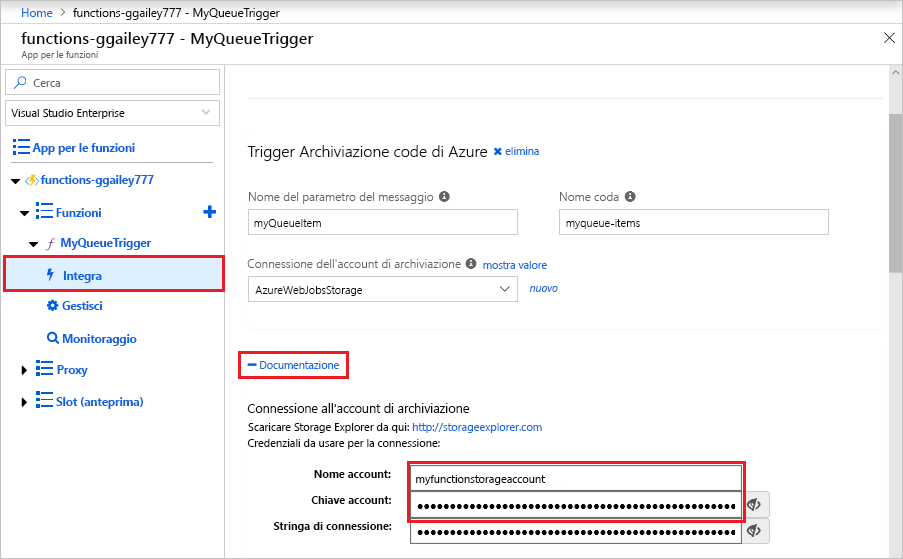 Home > functions-ggailey777 - MyQueueTrigger
functions-ggailey777 - MyQueueTrigger
App per le funzioni
Cerca
Visual Studio Enterprise
App per le funzioni
functions-ggailey777
Funzioni
MyQueueTrigger
Integra
Gestisci
Monitoraggio
Proxy
Slot (anteprima)
Trigger Archiviazione code di Azure elimina
Nome del parametro del messaggio
Nome coda
myQueueItem
myqueue-items
Connessione dell'account di archiviazione mostra valore
AzureWebJobsStorage
nuovo
Documentazione
Connessione all'account di archiviazione
Scaricare Storage Explorer da qui: http://storageexplorer.com
Credenziali da usare per la connessione:
Nome account: myfunctionstorageaccount
Chiave account:
Stringa di connessione: